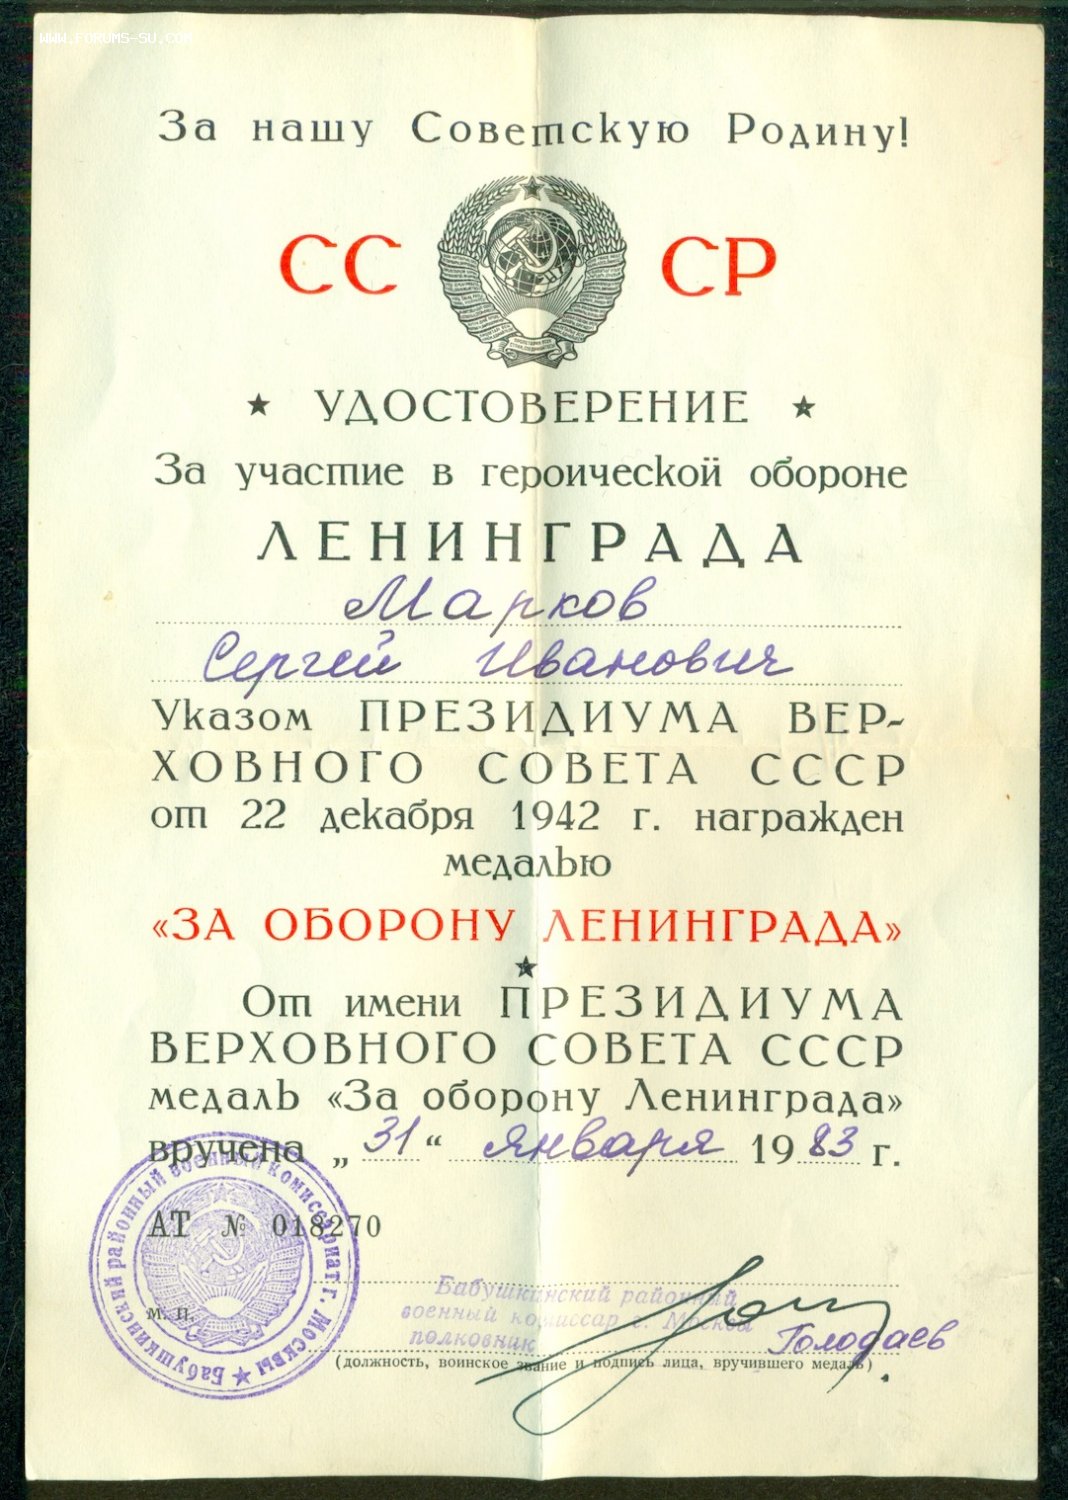 WWW.FORUMS-SU.COM
За нашу Советскую Родину!
СС СР
★ УДОСТОВЕРЕНИЕ ★
За участие в героической обороне
ЛЕНИНГРАДА
Марков
Сергей Иванович
Указом ПРЕЗИДИУМА ВЕР-
ХОВНОГО СОВЕТА СССР
от 22 декабря 1942 г. награжден
медалью
«ЗА ОБОРОНУ ЛЕНИНГРАДА»
★
От имени ПРЕЗИДИУМА
ВЕРХОВНОГО СОВЕТА СССР
медаль «За оборону Ленинграда»
вручена „31“ января 1983 г.
АТ № 018270
Бабушкинский районный военный комиссариат г. Москвы ★
М. П.
Бабушкинский районный
военный комиссар г. Москвы
полковник Голодаев
(должность, воинское звание и подпись лица, вручившего медаль)